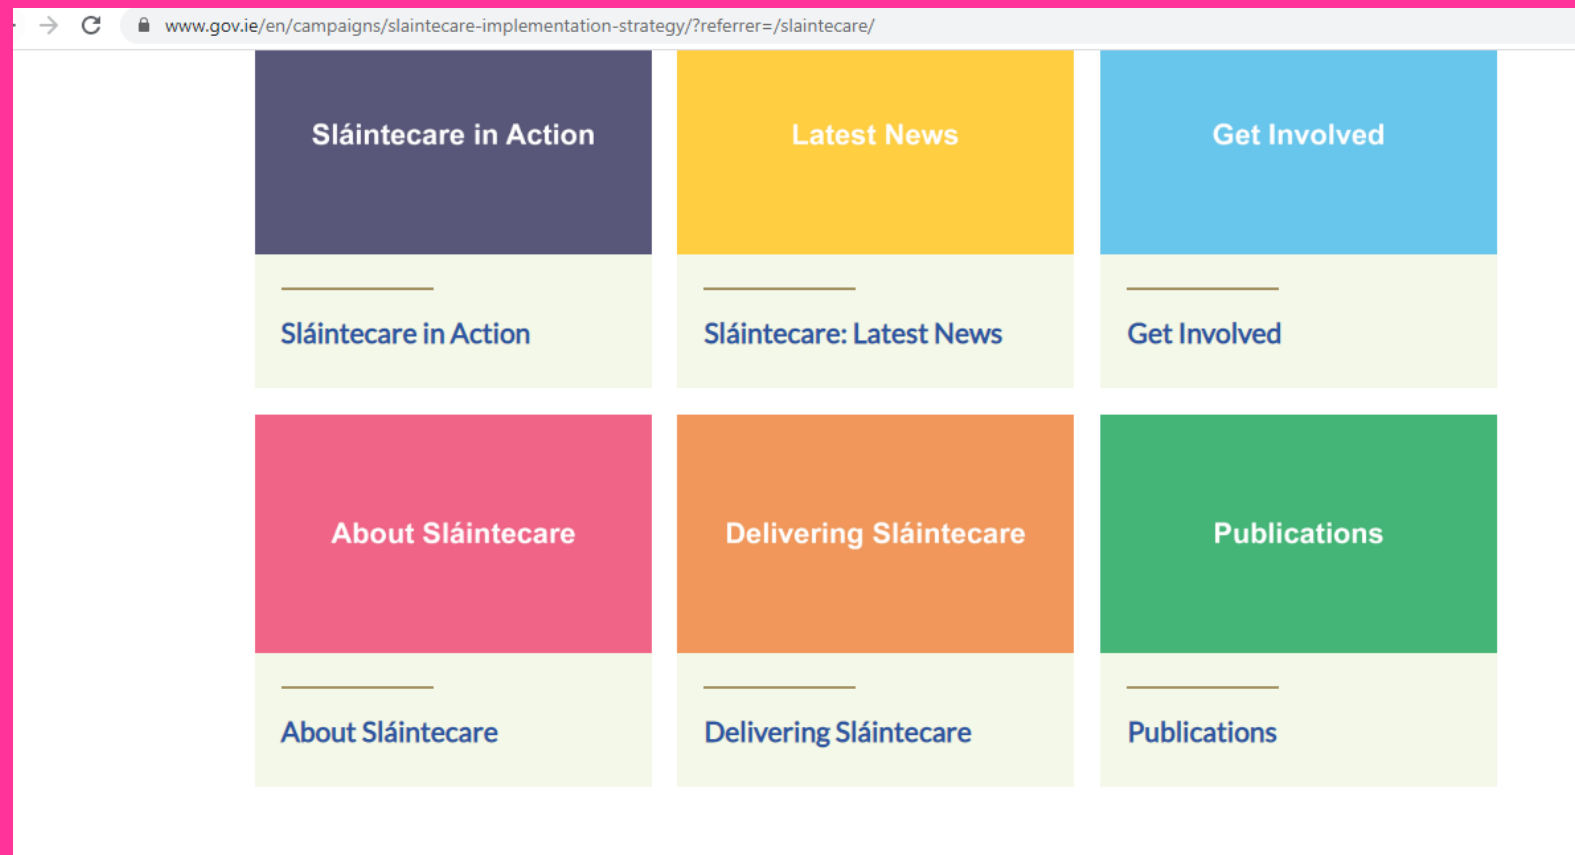 www.gov.ie/en/campaigns/slaintecare-implementation-strategy/?referrer=/slaintecare/
Sláintecare in Action
Latest News
Get Involved
Sláintecare in Action
Sláintecare: Latest News
Get Involved
About Sláintecare
Delivering Sláintecare
Publications
About Sláintecare
Delivering Sláintecare
Publications